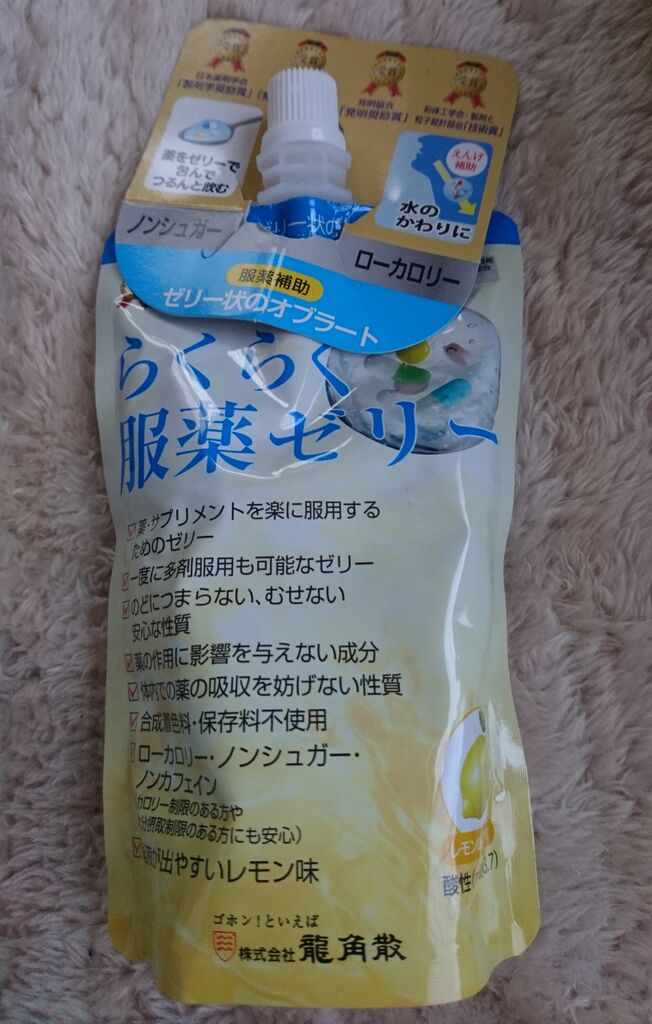 受賞
受賞
受賞
受賞
日本薬剤学会
「製剤学奨励賞」
発明協会
「発明奨励賞」
粉体工学会・製剤と
粒子設計部会「技術賞」
薬をゼリーで
包んで
つるんと飲む
えんげ
補助
水の
かわりに
ノンシュガー
ゼリー状の
ローカロリー
服薬補助
ゼリー状のオブラート
らくらく
服薬ゼリー
薬・サプリメントを楽に服用する
ためのゼリー
一度に多剤服用も可能なゼリー
のどにつまらない、むせない
安心な性質
薬の作用に影響を与えない成分
体内での薬の吸収を妨げない性質
合成着色料・保存料不使用
ローカロリー・ノンシュガー・
ノンカフェイン
カロリー制限のある方や
分摂取制限のある方にも安心)
が出やすいレモン味
レモン
酸性(
.7)
ゴホン!といえば
株式会社 龍角散